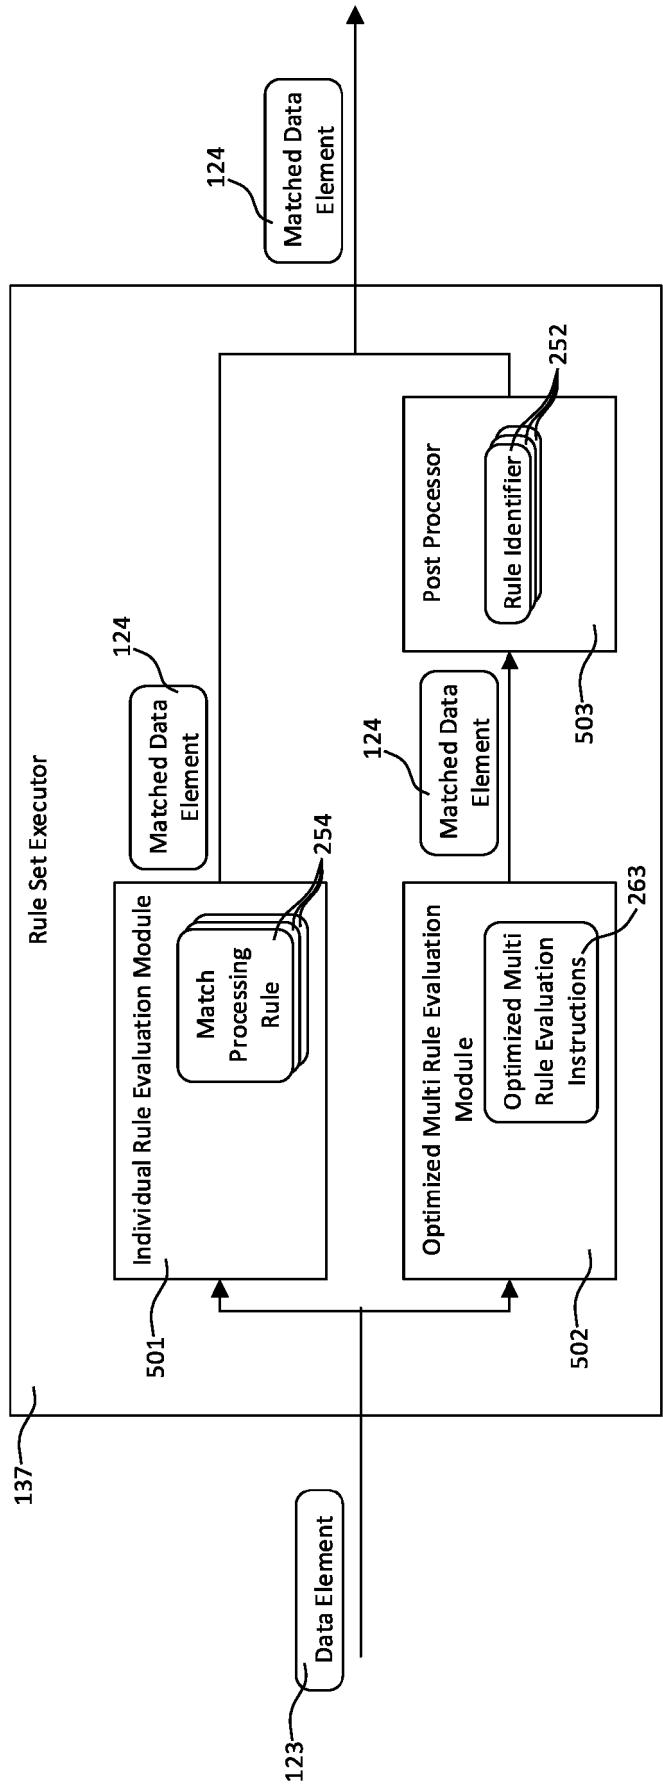 137
Rule Set Executor
123
Data Element
501
Individual Rule Evaluation Module
Match
Processing
Rule
254
124
Matched Data
Element
502
Optimized Multi Rule Evaluation
Module
Optimized Multi
Rule Evaluation
Instructions
263
124
Matched Data
Element
503
Post Processor
Rule Identifier
252
124
Matched Data
Element